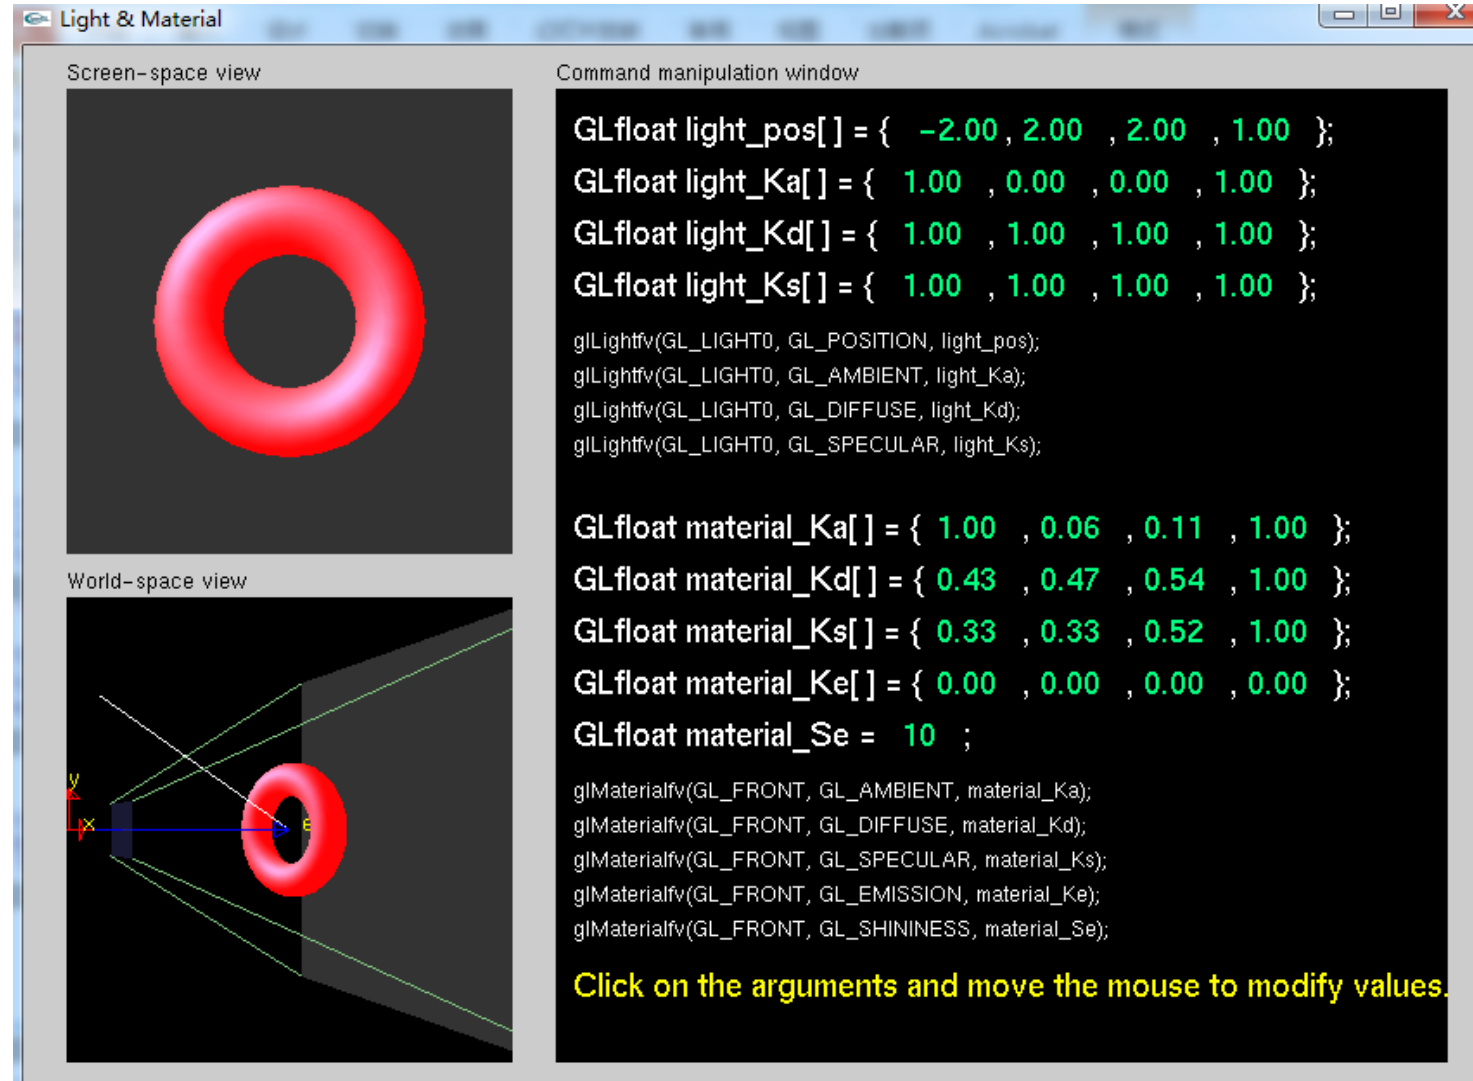 Light & Material
Screen-space view
Command manipulation window
GLfloat light_pos[ ] = { -2.00 , 2.00 , 2.00 , 1.00 };
GLfloat light_Ka[ ] = { 1.00 , 0.00 , 0.00 , 1.00 };
GLfloat light_Kd[ ] = { 1.00 , 1.00 , 1.00 , 1.00 };
GLfloat light_Ks[ ] = { 1.00 , 1.00 , 1.00 , 1.00 };
glLightfv(GL_LIGHT0, GL_POSITION, light_pos);
glLightfv(GL_LIGHT0, GL_AMBIENT, light_Ka);
glLightfv(GL_LIGHT0, GL_DIFFUSE, light_Kd);
glLightfv(GL_LIGHT0, GL_SPECULAR, light_Ks);
GLfloat material_Ka[ ] = { 1.00 , 0.06 , 0.11 , 1.00 };
GLfloat material_Kd[ ] = { 0.43 , 0.47 , 0.54 , 1.00 };
GLfloat material_Ks[ ] = { 0.33 , 0.33 , 0.52 , 1.00 };
GLfloat material_Ke[ ] = { 0.00 , 0.00 , 0.00 , 0.00 };
GLfloat material_Se = 10 ;
glMaterialfv(GL_FRONT, GL_AMBIENT, material_Ka);
glMaterialfv(GL_FRONT, GL_DIFFUSE, material_Kd);
glMaterialfv(GL_FRONT, GL_SPECULAR, material_Ks);
glMaterialfv(GL_FRONT, GL_EMISSION, material_Ke);
glMaterialfv(GL_FRONT, GL_SHININESS, material_Se);
Click on the arguments and move the mouse to modify values.
World-space view
y
x